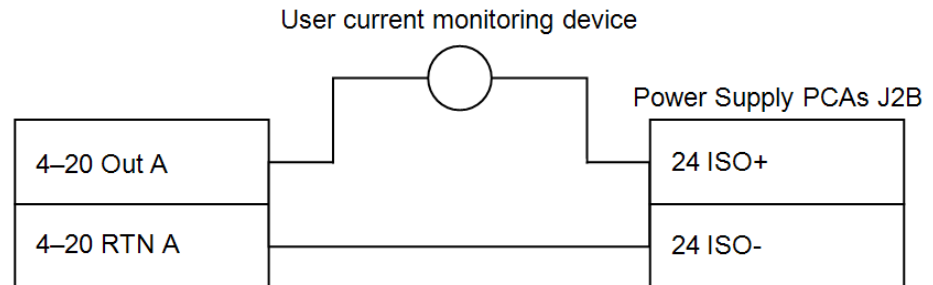 User current monitoring device
Power Supply PCAs J2B
4–20 Out A
24 ISO+
4–20 RTN A
24 ISO-